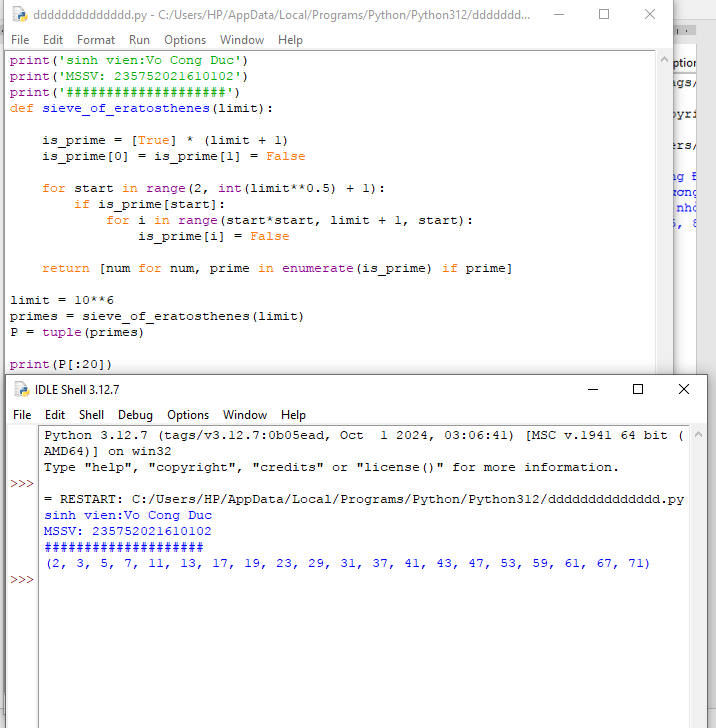 dddddddddddddd.py - C:/Users/HP/AppData/Local/Programs/Python/Python312/ddddddd...
File Edit Format Run Options Window Help
print('sinh vien:Vo Cong Duc')
print('MSSV: 235752021610102')
print('####################')
def sieve_of_eratosthenes(limit):
    is_prime = [True] * (limit + 1)
    is_prime[0] = is_prime[1] = False
    for start in range(2, int(limit**0.5) + 1):
        if is_prime[start]:
            for i in range(start*start, limit + 1, start):
                is_prime[i] = False
    return [num for num, prime in enumerate(is_prime) if prime]
limit = 10**6
primes = sieve_of_eratosthenes(limit)
P = tuple(primes)
print(P[:20])
IDLE Shell 3.12.7
File Edit Shell Debug Options Window Help
Python 3.12.7 (tags/v3.12.7:0b05ead, Oct  1 2024, 03:06:41) [MSC v.1941 64 bit (
AMD64)] on win32
Type "help", "copyright", "credits" or "license()" for more information.
>>>
= RESTART: C:/Users/HP/AppData/Local/Programs/Python/Python312/dddddddddddddd.py
sinh vien:Vo Cong Duc
MSSV: 235752021610102
####################
(2, 3, 5, 7, 11, 13, 17, 19, 23, 29, 31, 37, 41, 43, 47, 53, 59, 61, 67, 71)
>>>